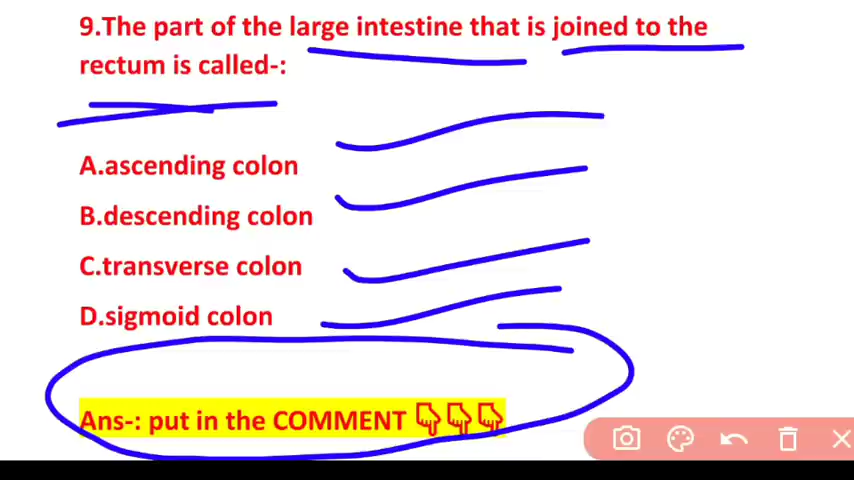 9.The part of the large intestine that is joined to the
rectum is called-:
A.ascending colon
B.descending colon
C.transverse colon
D.sigmoid colon
Ans-: put in the COMMENT 👇👇👇